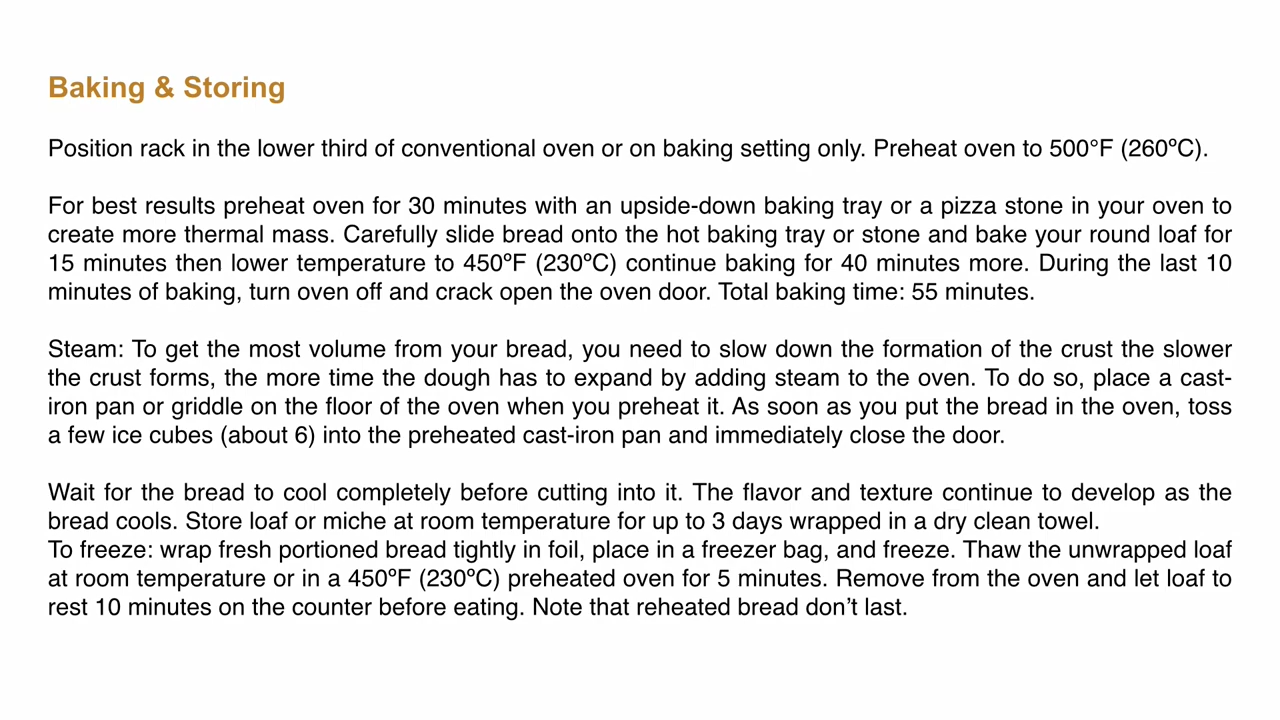 Baking & Storing
Position rack in the lower third of conventional oven or on baking setting only. Preheat oven to 500°F (260ºC).
For best results preheat oven for 30 minutes with an upside-down baking tray or a pizza stone in your oven to
create more thermal mass. Carefully slide bread onto the hot baking tray or stone and bake your round loaf for
15 minutes then lower temperature to 450ºF (230ºC) continue baking for 40 minutes more. During the last 10
minutes of baking, turn oven off and crack open the oven door. Total baking time: 55 minutes.
Steam: To get the most volume from your bread, you need to slow down the formation of the crust the slower
the crust forms, the more time the dough has to expand by adding steam to the oven. To do so, place a cast-
iron pan or griddle on the floor of the oven when you preheat it. As soon as you put the bread in the oven, toss
a few ice cubes (about 6) into the preheated cast-iron pan and immediately close the door.
Wait for the bread to cool completely before cutting into it. The flavor and texture continue to develop as the
bread cools. Store loaf or miche at room temperature for up to 3 days wrapped in a dry clean towel.
To freeze: wrap fresh portioned bread tightly in foil, place in a freezer bag, and freeze. Thaw the unwrapped loaf
at room temperature or in a 450ºF (230ºC) preheated oven for 5 minutes. Remove from the oven and let loaf to
rest 10 minutes on the counter before eating. Note that reheated bread don’t last.